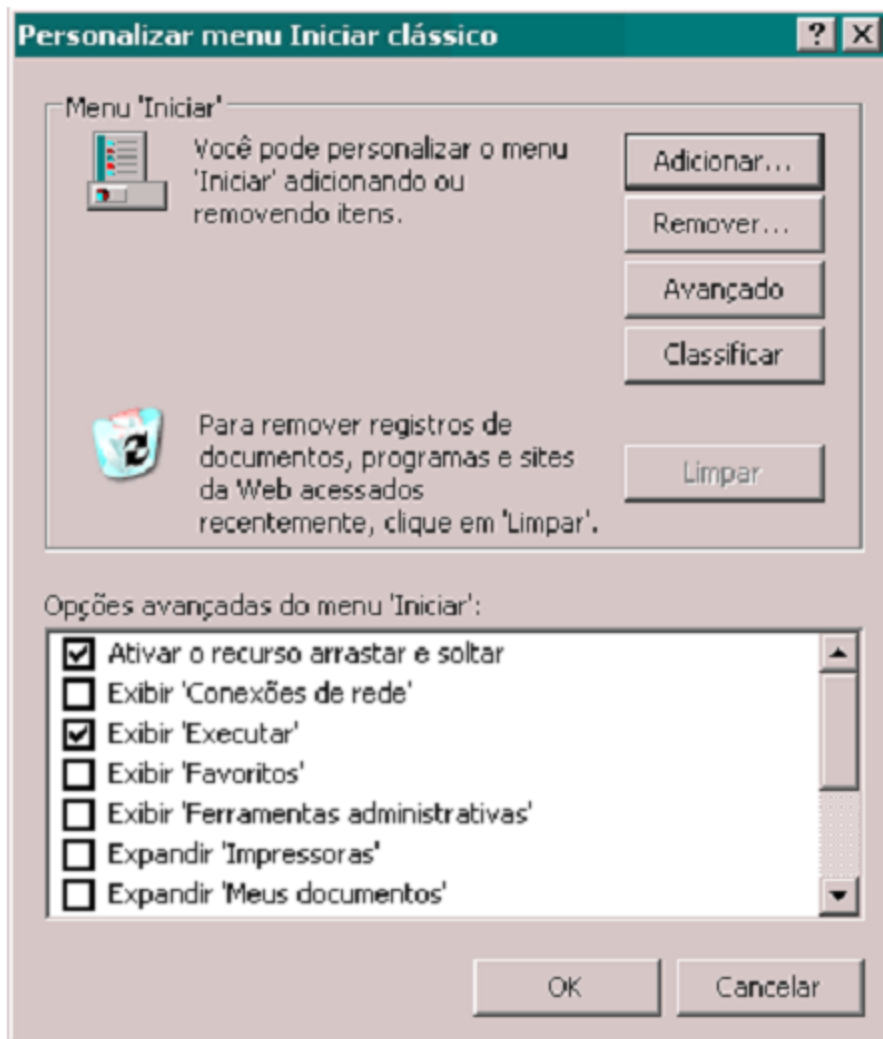 Personalizar menu Iniciar clássico
Menu 'Iniciar'
Você pode personalizar o menu
'Iniciar' adicionando ou
removendo itens.
Adicionar...
Remover...
Avançado
Classificar
Para remover registros de
documentos, programas e sites
da Web acessados
recentemente, clique em 'Limpar'.
Limpar
Opções avançadas do menu 'Iniciar':
Ativar o recurso arrastar e soltar
Exibir 'Conexões de rede'
Exibir 'Executar'
Exibir 'Favoritos'
Exibir 'Ferramentas administrativas'
Expandir 'Impressoras'
Expandir 'Meus documentos'
OK
Cancelar